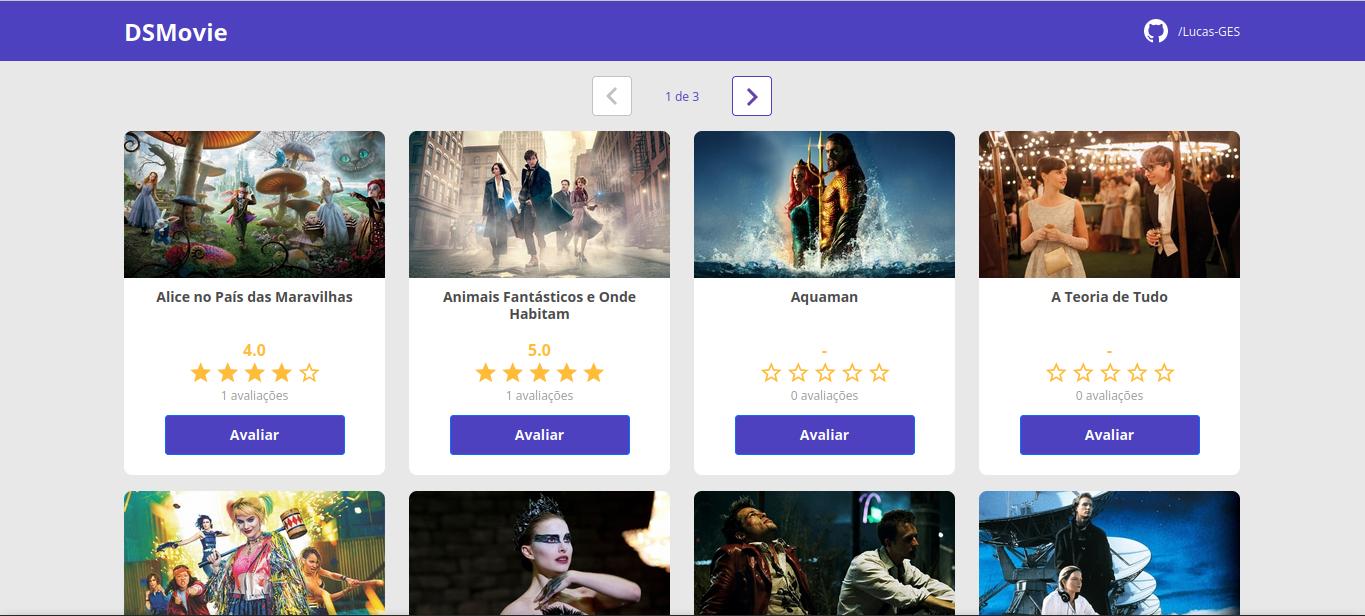 DSMovie
/Lucas-GES
1 de 3
Alice no País das Maravilhas
4.0
1 avaliações
Avaliar
Animais Fantásticos e Onde
Habitam
5.0
1 avaliações
Avaliar
Aquaman
-
0 avaliações
Avaliar
A Teoria de Tudo
-
0 avaliações
Avaliar